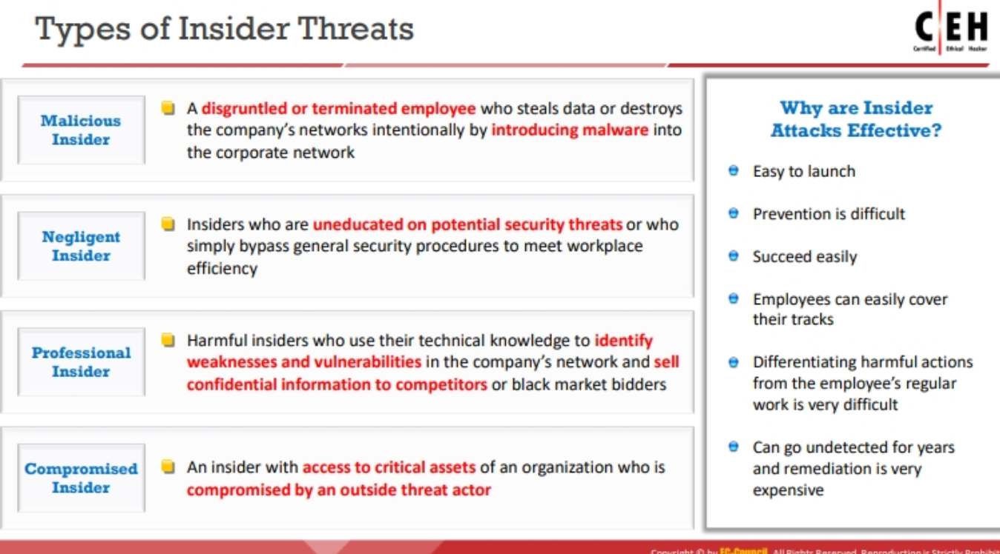 Types of Insider Threats
C|EH
Certified Ethical Hacker
Malicious
Insider
A disgruntled or terminated employee who steals data or destroys
the company’s networks intentionally by introducing malware into
the corporate network
Negligent
Insider
Insiders who are uneducated on potential security threats or who
simply bypass general security procedures to meet workplace
efficiency
Professional
Insider
Harmful insiders who use their technical knowledge to identify
weaknesses and vulnerabilities in the company’s network and sell
confidential information to competitors or black market bidders
Compromised
Insider
An insider with access to critical assets of an organization who is
compromised by an outside threat actor
Why are Insider
Attacks Effective?
Easy to launch
Prevention is difficult
Succeed easily
Employees can easily cover
their tracks
Differentiating harmful actions
from the employee’s regular
work is very difficult
Can go undetected for years
and remediation is very
expensive
Copyright © by EC-Council. All Rights Reserved. Reproduction is Strictly